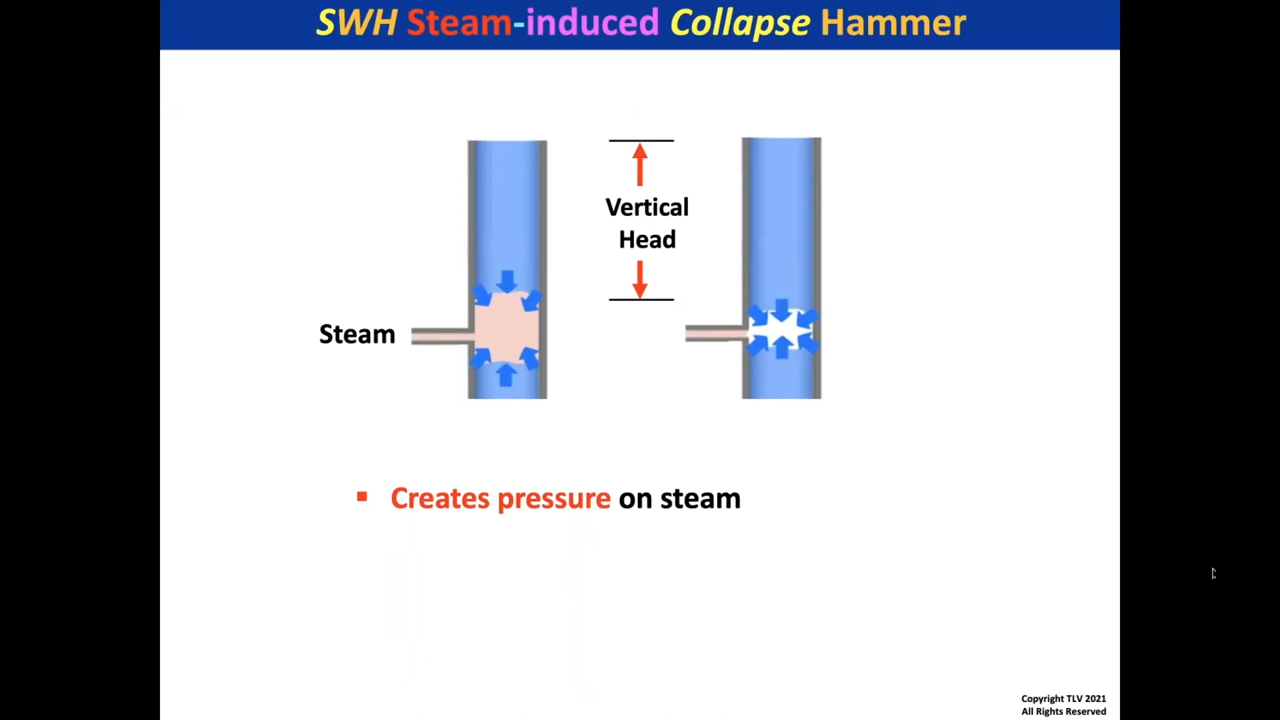 SWH Steam-induced Collapse Hammer
Vertical
Head
Steam
▪ Creates pressure on steam
Copyright TLV 2021
All Rights Reserved